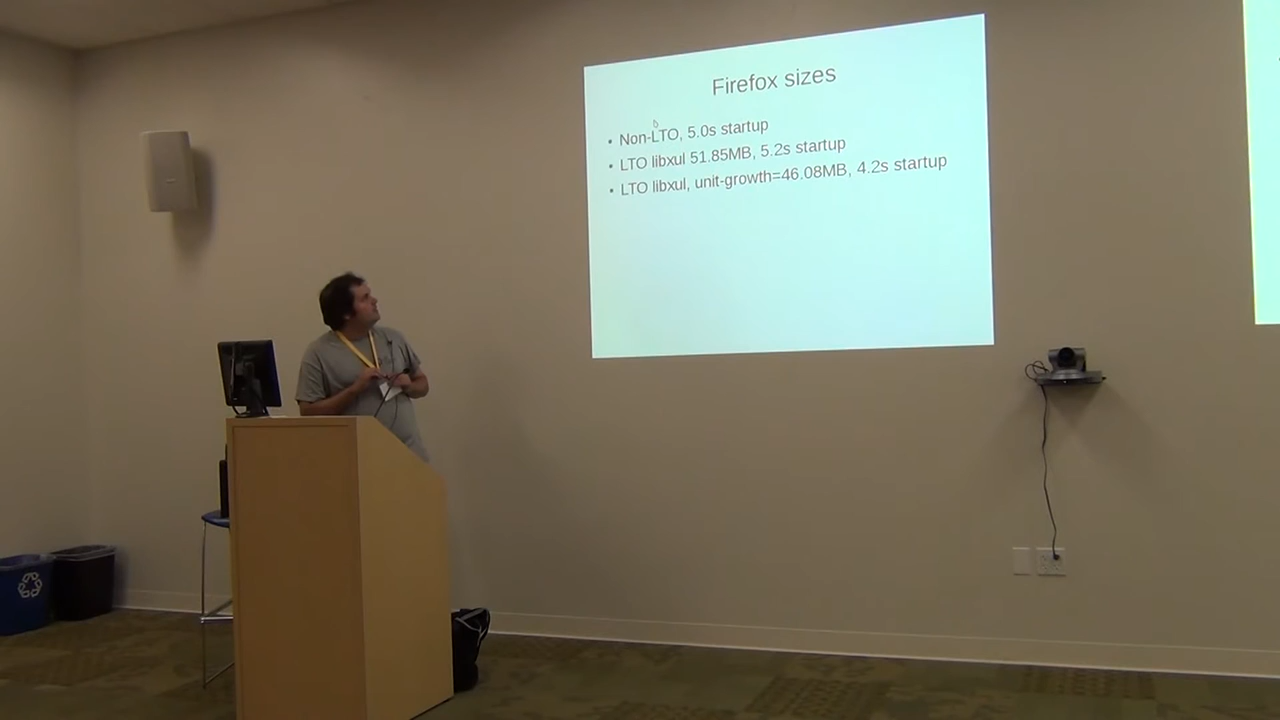 Firefox sizes
• Non-LTO, 5.0s startup
• LTO libxul 51.85MB, 5.2s startup
• LTO libxul, unit-growth=46.08MB, 4.2s startup